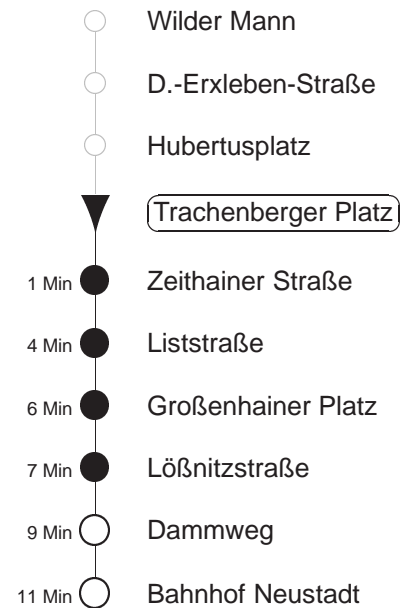 Wilder Mann
D.-Erxleben-Straße
Hubertusplatz
Trachenberger Platz
1 Min Zeithainer Straße
4 Min Liststraße
6 Min Großenhainer Platz
7 Min Lößnitzstraße
9 Min Dammweg
11 Min Bahnhof Neustadt